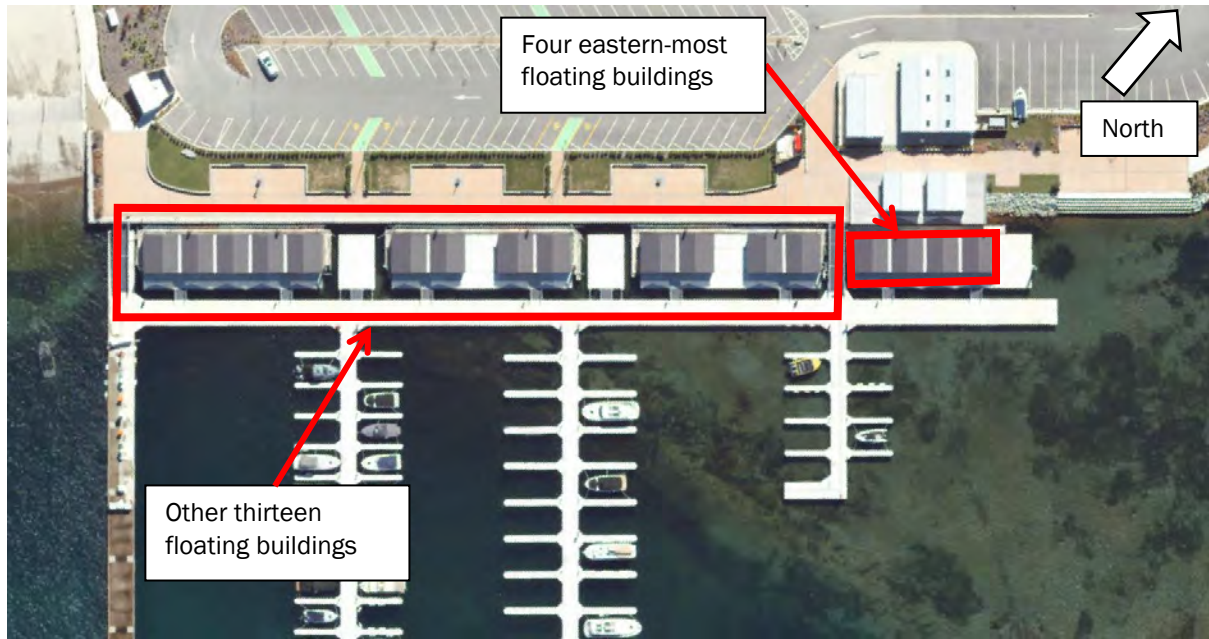 Four eastern-most
floating buildings
North
Other thirteen
floating buildings